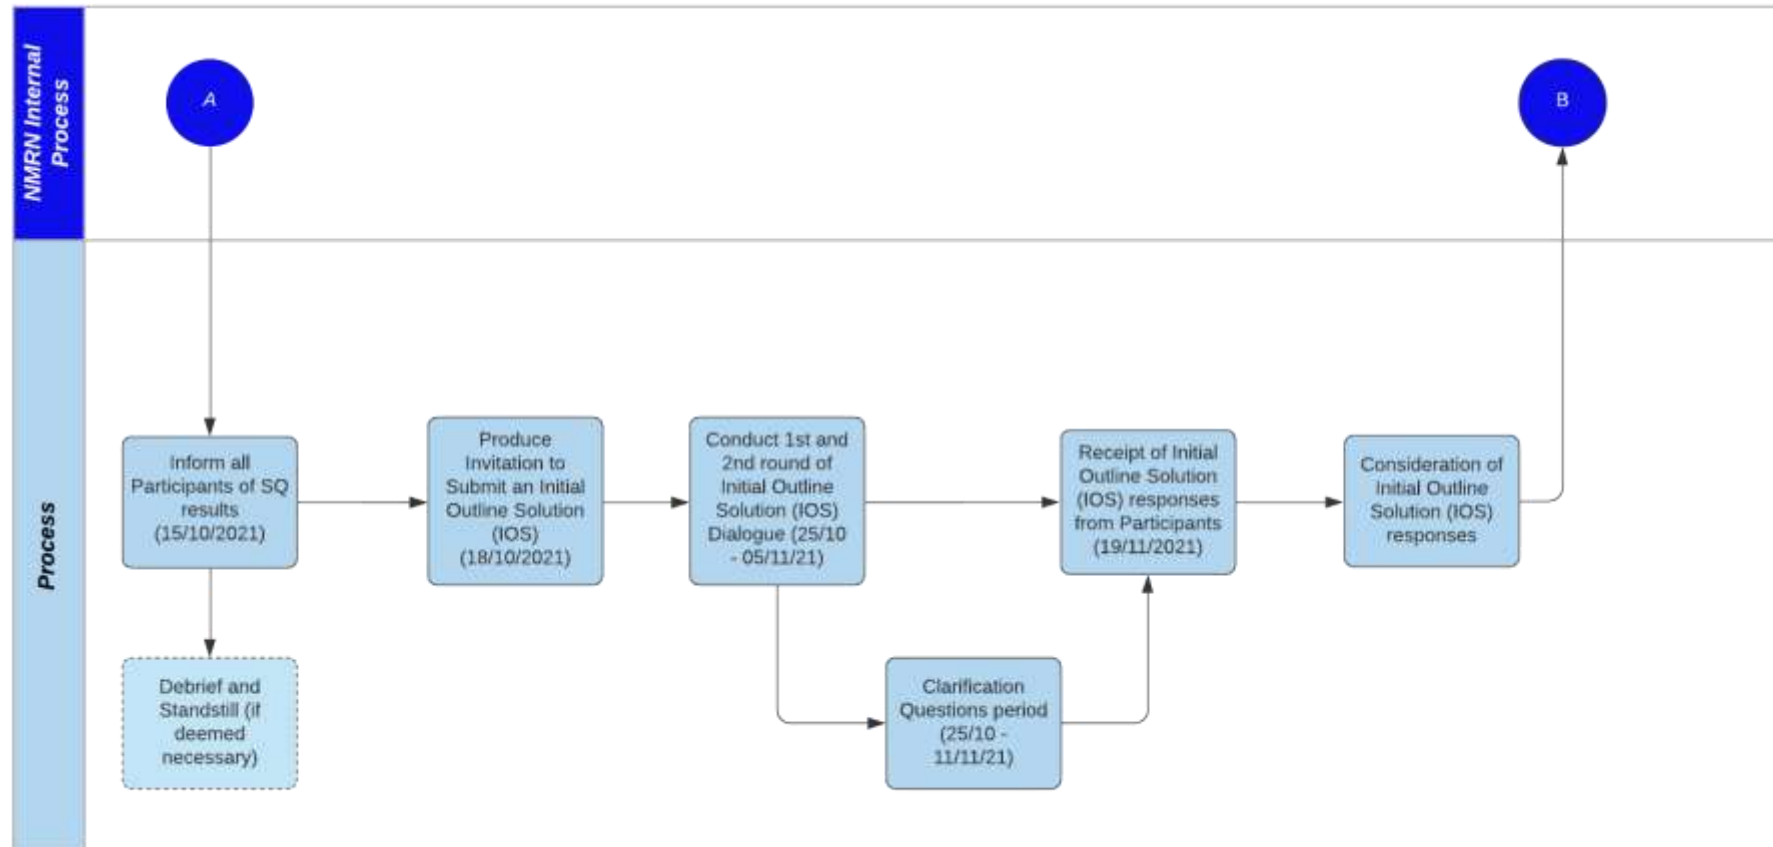 NMRN Internal
Process
A
B
Process
Inform all
Participants of SQ
results
(15/10/2021)
Produce
Invitation to
Submit an Initial
Outline Solution
(IOS)
(18/10/2021)
Conduct 1st and
2nd round of
Initial Outline
Solution (IOS)
Dialogue (25/10
- 05/11/21)
Receipt of Initial
Outline Solution
(IOS) responses
from Participants
(19/11/2021)
Consideration of
Initial Outline
Solution (IOS)
responses
Debrief and
Standstill (if
deemed
necessary)
Clarification
Questions period
(25/10 -
11/11/21)